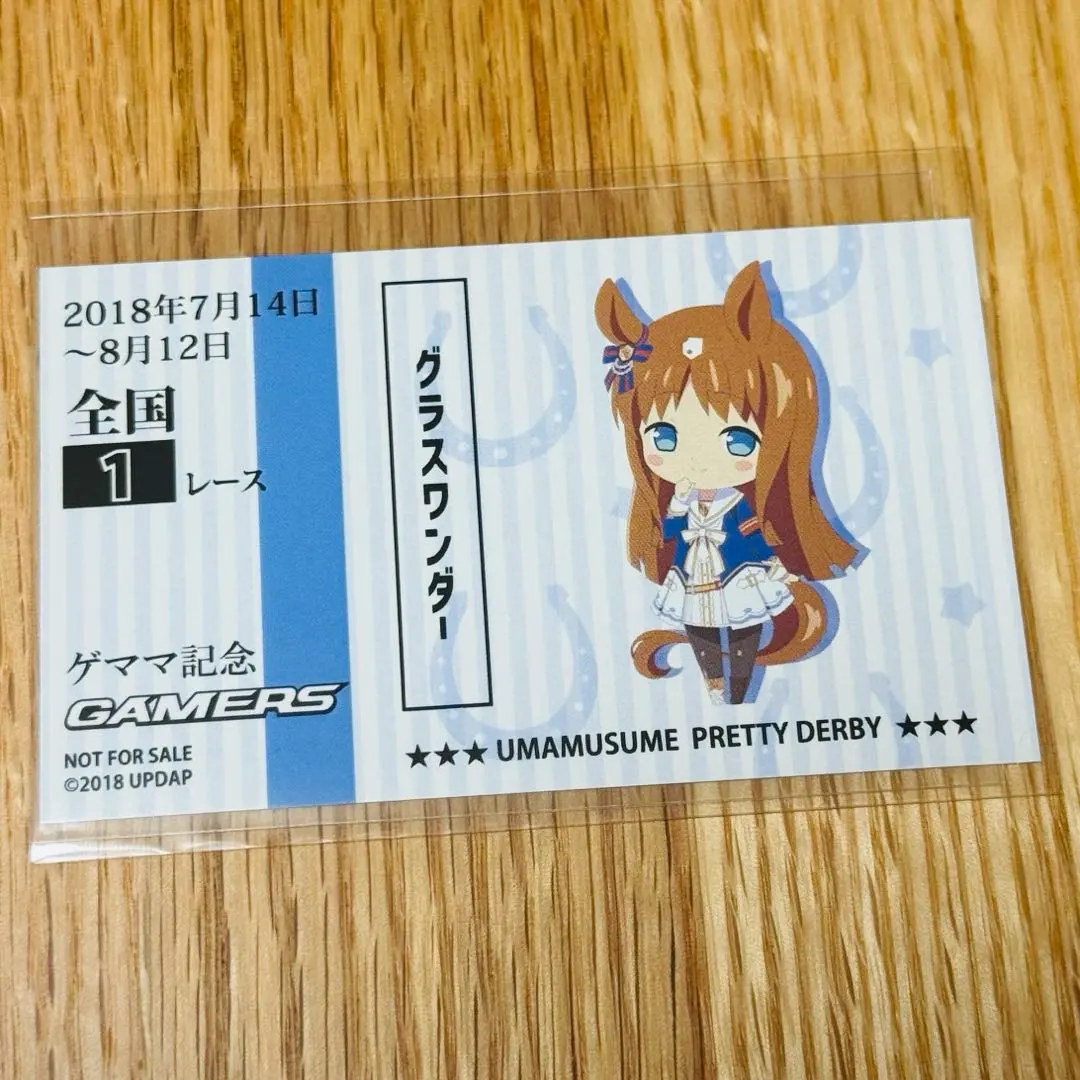 2018年7月14日
～8月12日
全国
1 レース
ゲママ記念
GAMERS
NOT FOR SALE
©2018 UPDAP
グラスワンダー
★★★ UMAMUSUME PRETTY DERBY ★★★